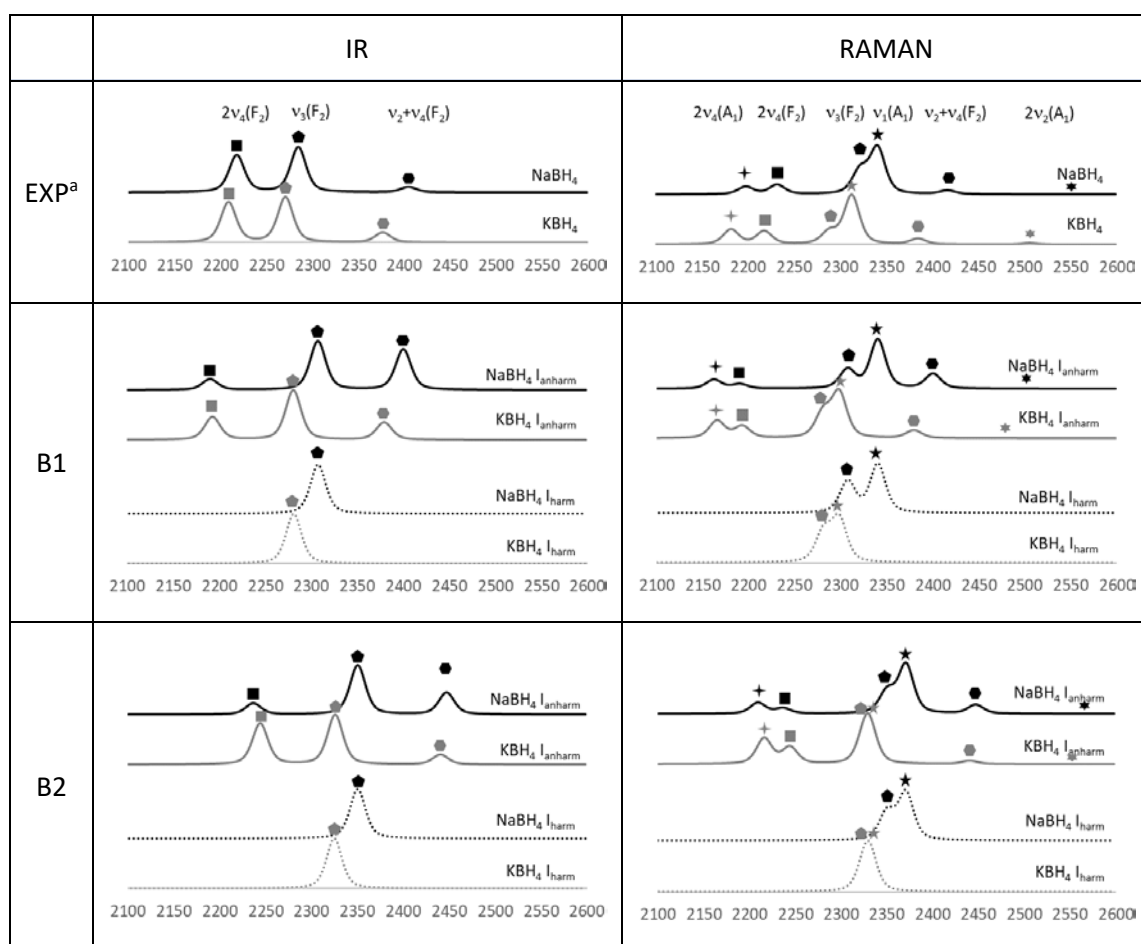 IR
RAMAN
EXPᵃ
2ν₄(F₂) ν₃(F₂) ν₂+ν₄(F₂)
NaBH₄
KBH₄
2100 2150 2200 2250 2300 2350 2400 2450 2500 2550 2600
2ν₄(A₁) 2ν₄(F₂) ν₃(F₂) ν₁(A₁) ν₂+ν₄(F₂) 2ν₂(A₁)
NaBH₄
KBH₄
2100 2150 2200 2250 2300 2350 2400 2450 2500 2550 2600
B1
NaBH₄ Iₐₙₕₐᵣₘ
KBH₄ Iₐₙₕₐᵣₘ
NaBH₄ Iₕₐᵣₘ
KBH₄ Iₕₐᵣₘ
2100 2150 2200 2250 2300 2350 2400 2450 2500 2550 2600
NaBH₄ Iₐₙₕₐᵣₘ
KBH₄ Iₐₙₕₐᵣₘ
NaBH₄ Iₕₐᵣₘ
KBH₄ Iₕₐᵣₘ
2100 2150 2200 2250 2300 2350 2400 2450 2500 2550 2600
B2
NaBH₄ Iₐₙₕₐᵣₘ
KBH₄ Iₐₙₕₐᵣₘ
NaBH₄ Iₕₐᵣₘ
KBH₄ Iₕₐᵣₘ
2100 2150 2200 2250 2300 2350 2400 2450 2500 2550 2600
NaBH₄ Iₐₙₕₐᵣₘ
KBH₄ Iₐₙₕₐᵣₘ
NaBH₄ Iₕₐᵣₘ
KBH₄ Iₕₐᵣₘ
2100 2150 2200 2250 2300 2350 2400 2450 2500 2550 2600